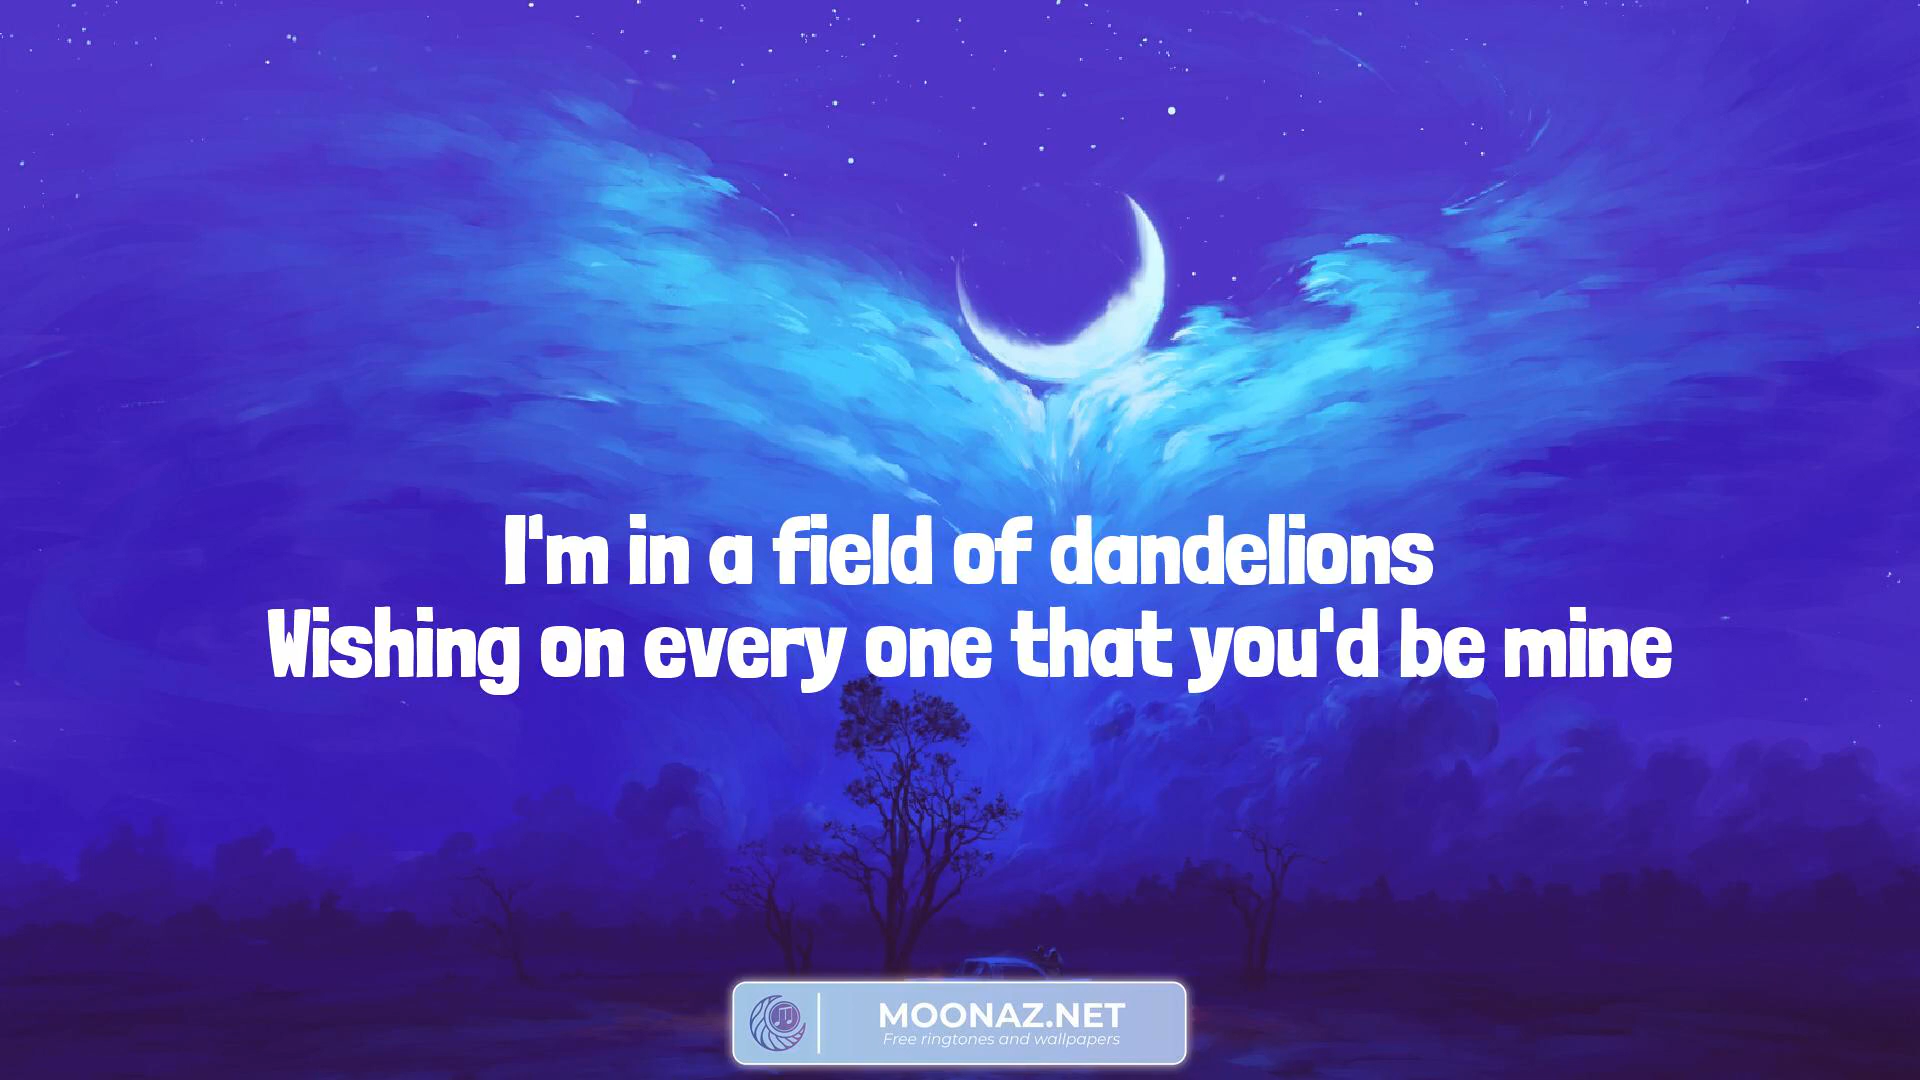 I'm in a field of dandelions
Wishing on every one that you'd be mine
MOONAZ.NET
Free ringtones and wallpapers